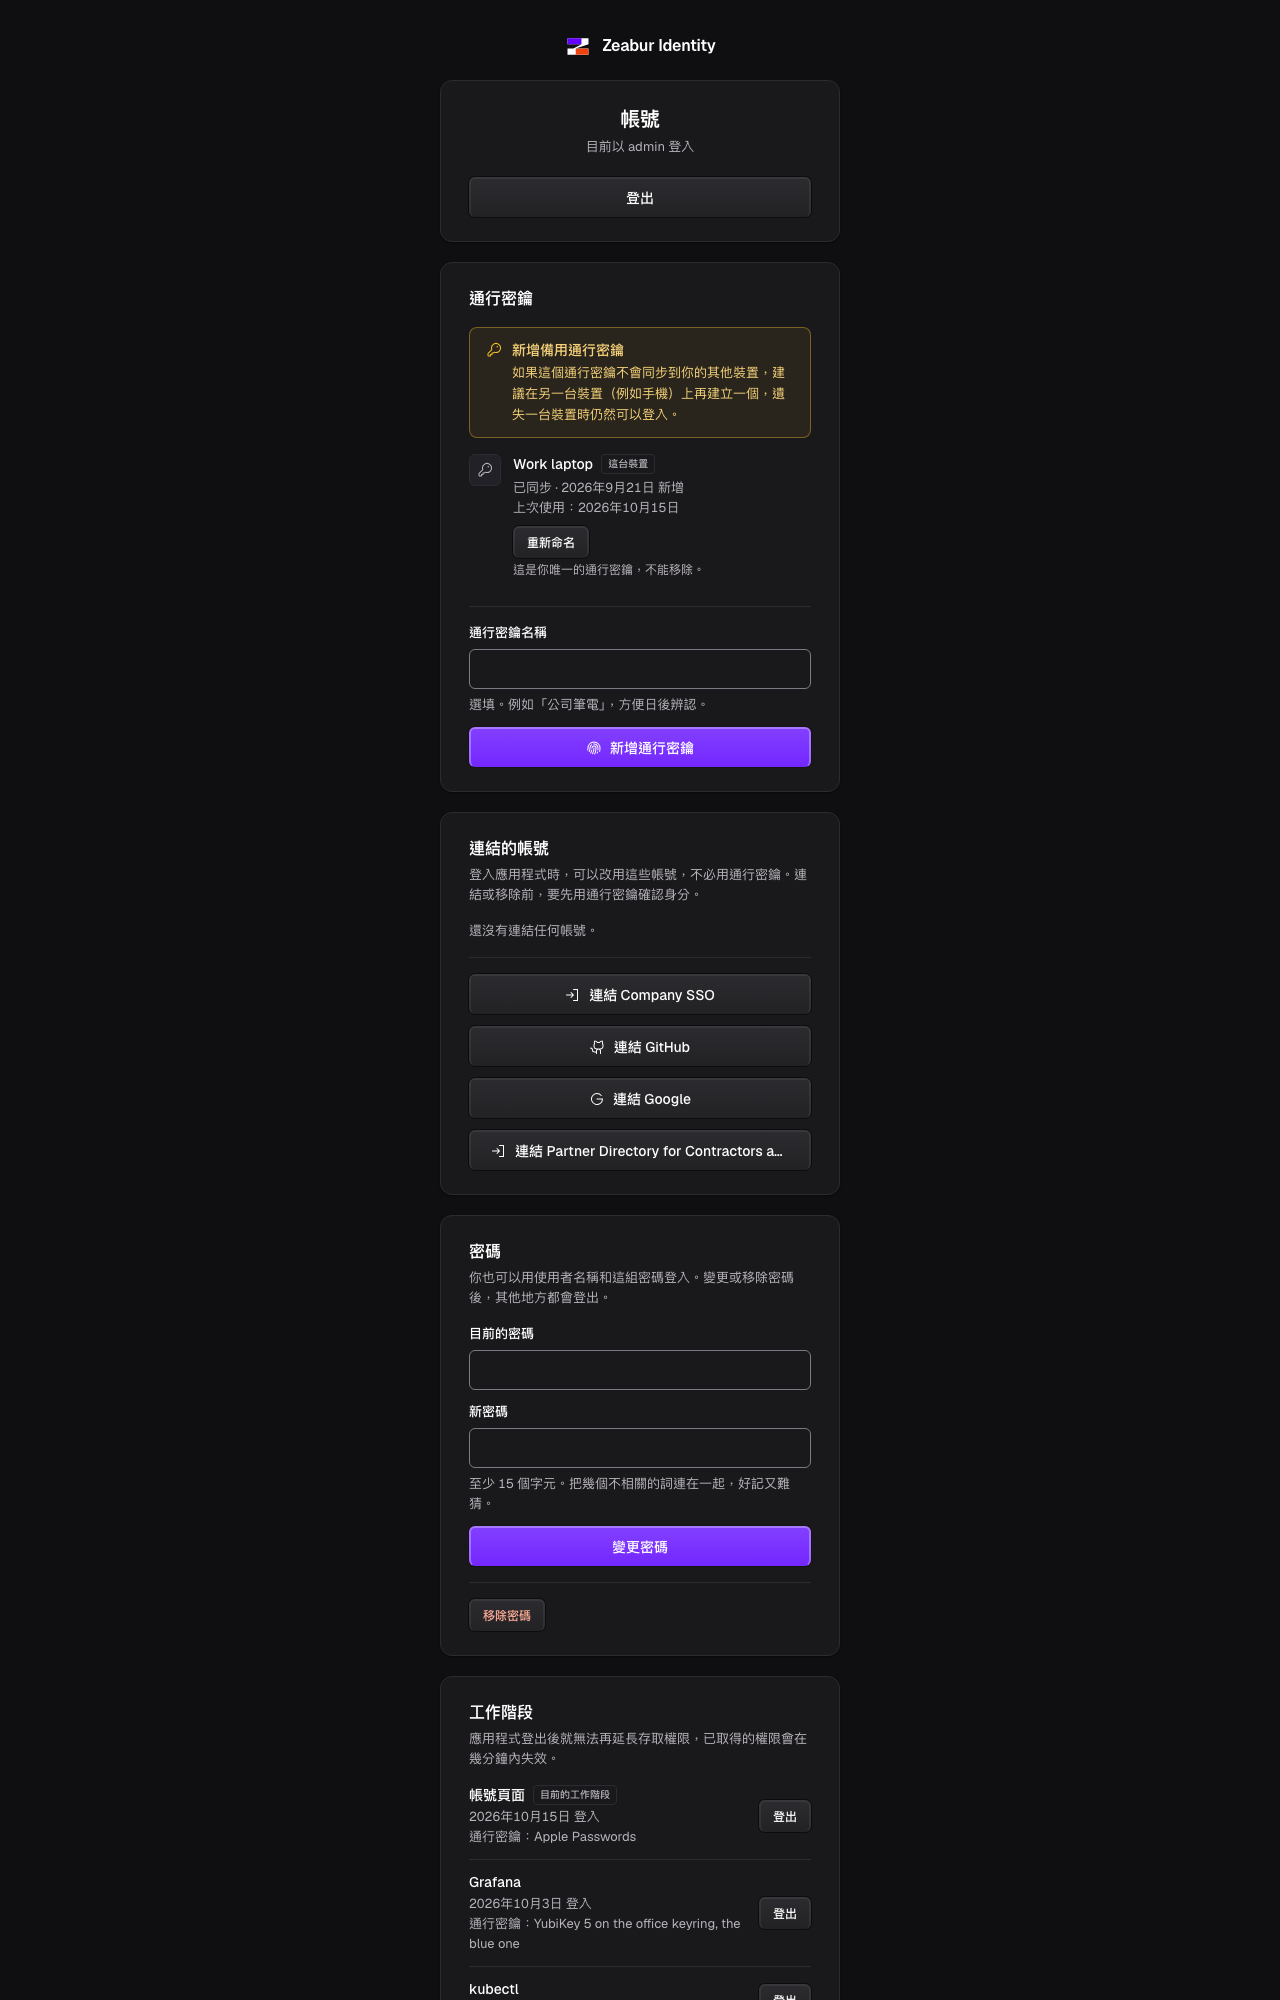 Zeabur Identity
帳號
目前以 admin 登入
登出
通行密鑰
新增備用通行密鑰
如果這個通行密鑰不會同步到你的其他裝置，建
議在另一台裝置（例如手機）上再建立一個，遺
失一台裝置時仍然可以登入。
Work laptop 這台裝置
已同步 · 2026年9月21日 新增
上次使用：2026年10月15日
重新命名
這是你唯一的通行密鑰，不能移除。
通行密鑰名稱
選填。例如「公司筆電」，方便日後辨認。
新增通行密鑰
連結的帳號
登入應用程式時，可以改用這些帳號，不必用通行密鑰。連
結或移除前，要先用通行密鑰確認身分。
還沒有連結任何帳號。
連結 Company SSO
連結 GitHub
連結 Google
連結 Partner Directory for Contractors a...
密碼
你也可以用使用者名稱和這組密碼登入。變更或移除密碼
後，其他地方都會登出。
目前的密碼
新密碼
至少 15 個字元。把幾個不相關的詞連在一起，好記又難
猜。
變更密碼
移除密碼
工作階段
應用程式登出後就無法再延長存取權限，已取得的權限會在
幾分鐘內失效。
帳號頁面 目前的工作階段
2026年10月15日 登入
通行密鑰：Apple Passwords
登出
Grafana
2026年10月3日 登入
通行密鑰：YubiKey 5 on the office keyring, the
blue one
登出
kubectl
登出